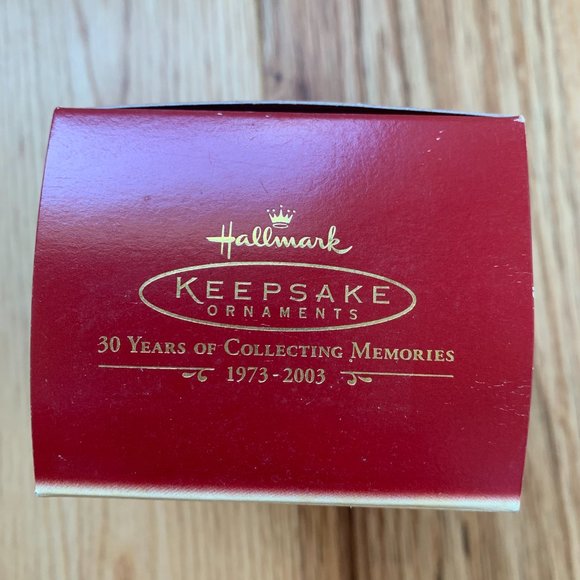 Hallmark
KEEPSAKE
ORNAMENTS
30 YEARS OF COLLECTING MEMORIES
1973-2003